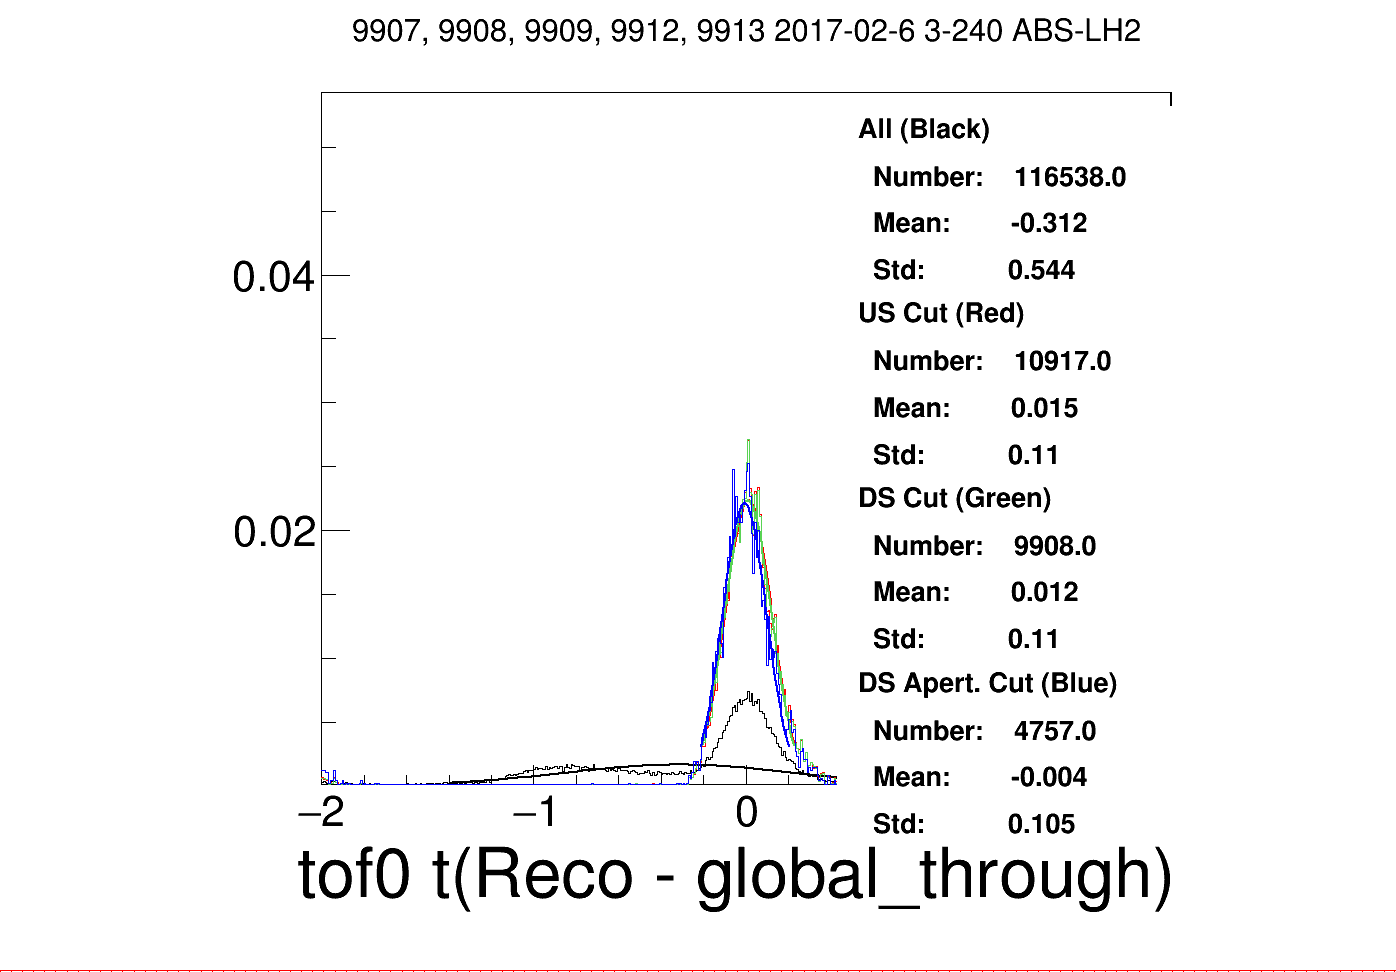 9907, 9908, 9909, 9912, 9913 2017-02-6 3-240 ABS-LH2
All (Black)
Number: 116538.0
Mean: -0.312
Std: 0.544
US Cut (Red)
Number: 10917.0
Mean: 0.015
Std: 0.11
DS Cut (Green)
Number: 9908.0
Mean: 0.012
Std: 0.11
DS Apert. Cut (Blue)
Number: 4757.0
Mean: -0.004
Std: 0.105
0.04
0.02
−2 −1 0
tof0 t(Reco - global_through)